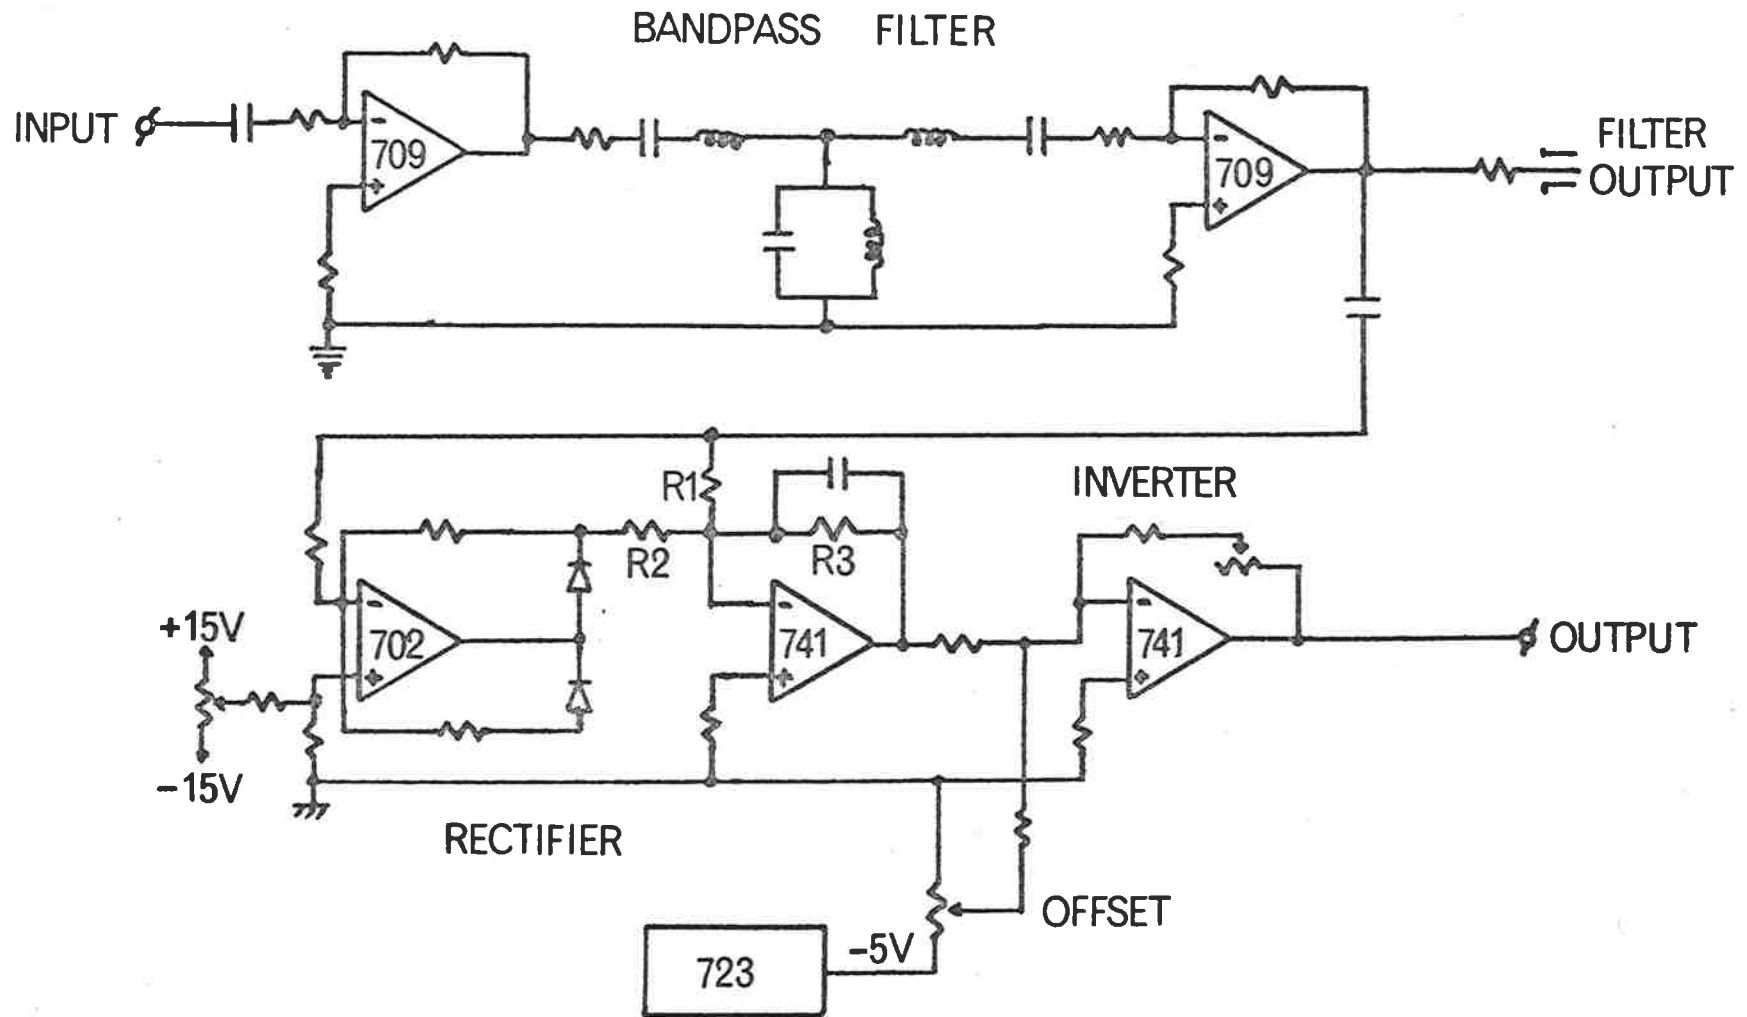 BANDPASS FILTER
INPUT
-
709
+
-
709
+
FILTER
OUTPUT
R1
R2
R3
INVERTER
+15V
-15V
-
702
+
-
741
+
-
741
+
OUTPUT
RECTIFIER
OFFSET
-5V
723